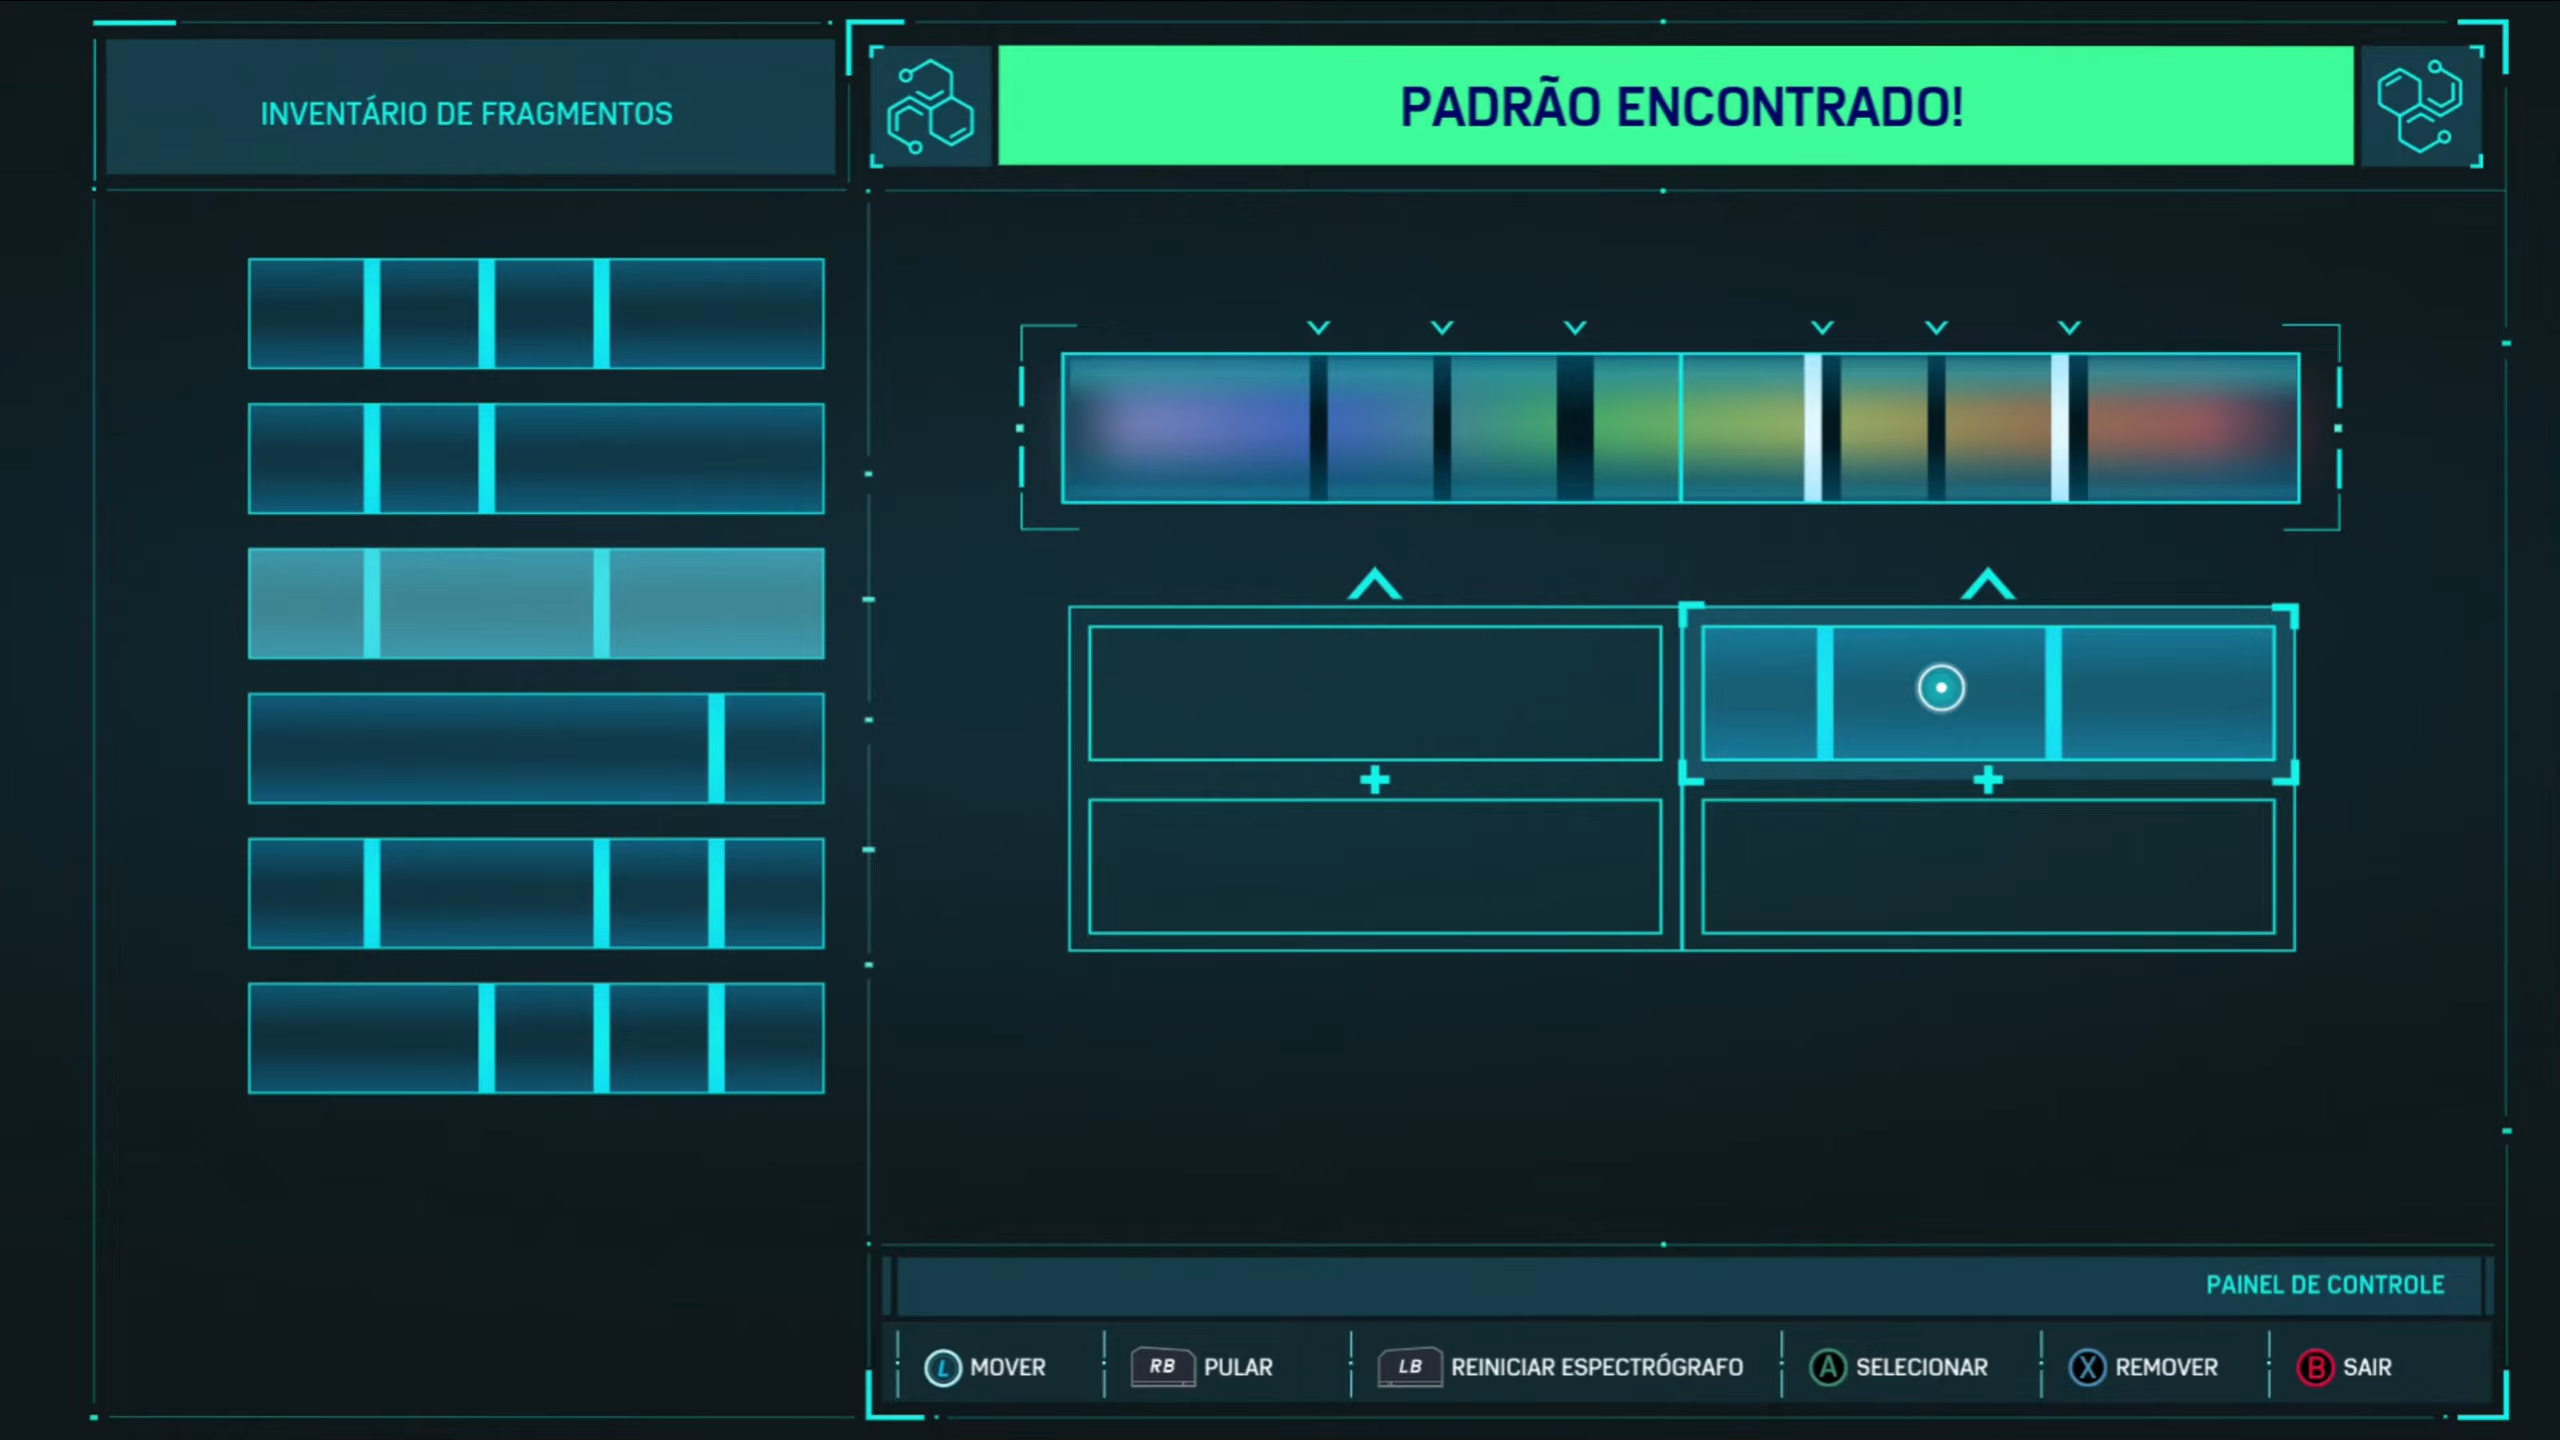 INVENTÁRIO DE FRAGMENTOS
PADRÃO ENCONTRADO!
PAINEL DE CONTROLE
L MOVER
RB PULAR
LB REINICIAR ESPECTRÓGRAFO
A SELECIONAR
X REMOVER
B SAIR